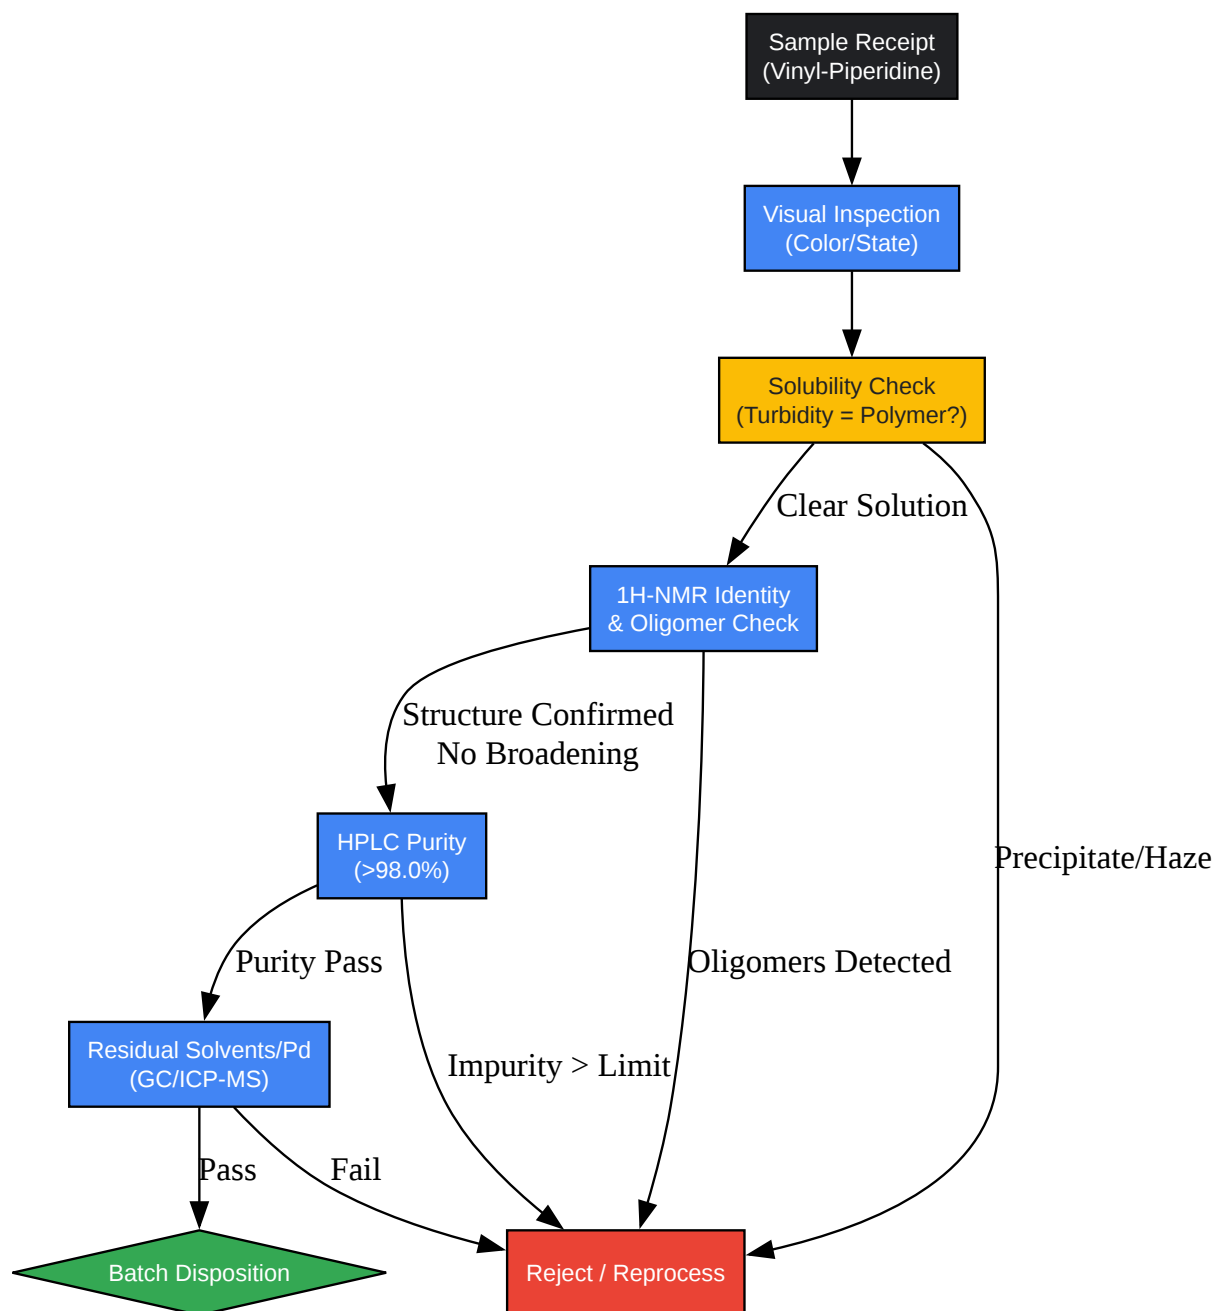 Sample Receipt
(Vinyl-Piperidine)
Visual Inspection
(Color/State)
Solubility Check
(Turbidity = Polymer?)
Clear Solution
1H-NMR Identity
& Oligomer Check
Structure Confirmed
No Broadening
HPLC Purity
(>98.0%)
Precipitate/Haze
Purity Pass
Oligomers Detected
Residual Solvents/Pd
(GC/ICP-MS)
Impurity > Limit
Pass
Fail
Batch Disposition
Reject / Reprocess